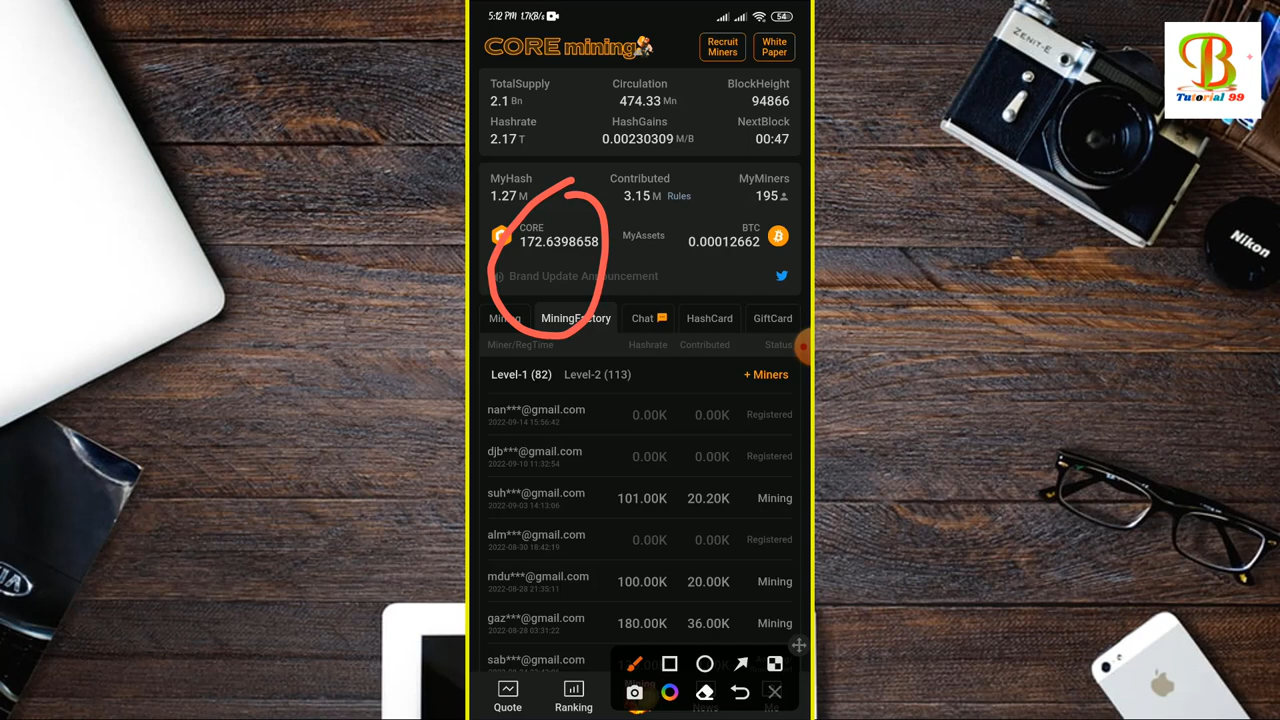 5:12 PM 1.7KB/s 54
CORE mining
Recruit Miners
White Paper
TotalSupply Circulation BlockHeight
2.1 Bn 474.33 Mn 94866
Hashrate HashGains NextBlock
2.17 T 0.00230309 M/B 00:47
MyHash Contributed MyMiners
1.27 M 3.15 M Rules 195
CORE BTC
172.6398658 MyAssets 0.00012662
Brand Update Announcement
Mining MiningFactory Chat HashCard GiftCard
Miner/RegTime Hashrate Contributed Status
Level-1 (82) Level-2 (113) + Miners
nan***@gmail.com 0.00K 0.00K Registered
2022-09-14 15:56:42
djb***@gmail.com 0.00K 0.00K Registered
2022-09-10 11:32:54
suh***@gmail.com 101.00K 20.20K Mining
2022-09-03 14:13:06
alm***@gmail.com 0.00K 0.00K Registered
2022-08-30 18:42:19
mdu***@gmail.com 100.00K 20.00K Mining
2022-08-28 21:35:11
gaz***@gmail.com 180.00K 36.00K Mining
2022-08-28 03:31:22
sab***@gmail.com
Quote Ranking Mining News Me
B
Tutorial 99
ZENIT-E
Nikon